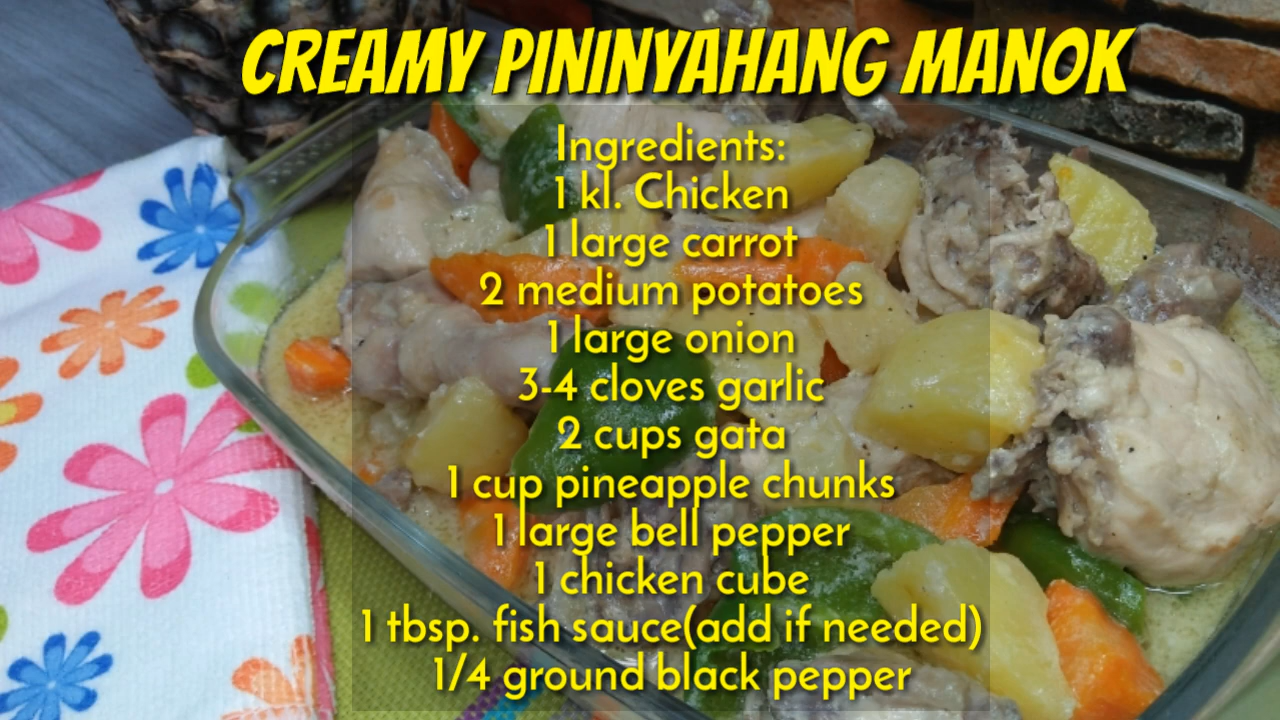 CREAMY PININYAHANG MANOK
Ingredients:
1 kl. Chicken
1 large carrot
2 medium potatoes
1 large onion
3-4 cloves garlic
2 cups gata
1 cup pineapple chunks
1 large bell pepper
1 chicken cube
1 tbsp. fish sauce(add if needed)
1/4 ground black pepper